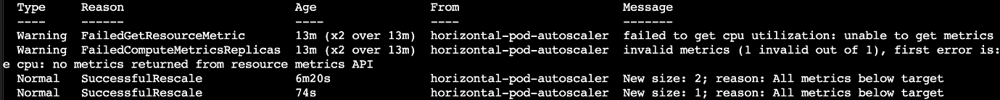 Type Reason Age From Message
---- ------ ---- ---- -------
Warning FailedGetResourceMetric 13m (x2 over 13m) horizontal-pod-autoscaler failed to get cpu utilization: unable to get metrics
Warning FailedComputeMetricsReplicas 13m (x2 over 13m) horizontal-pod-autoscaler invalid metrics (1 invalid out of 1), first error is:
e cpu: no metrics returned from resource metrics API
Normal SuccessfulRescale 6m20s horizontal-pod-autoscaler New size: 2; reason: All metrics below target
Normal SuccessfulRescale 74s horizontal-pod-autoscaler New size: 1; reason: All metrics below target